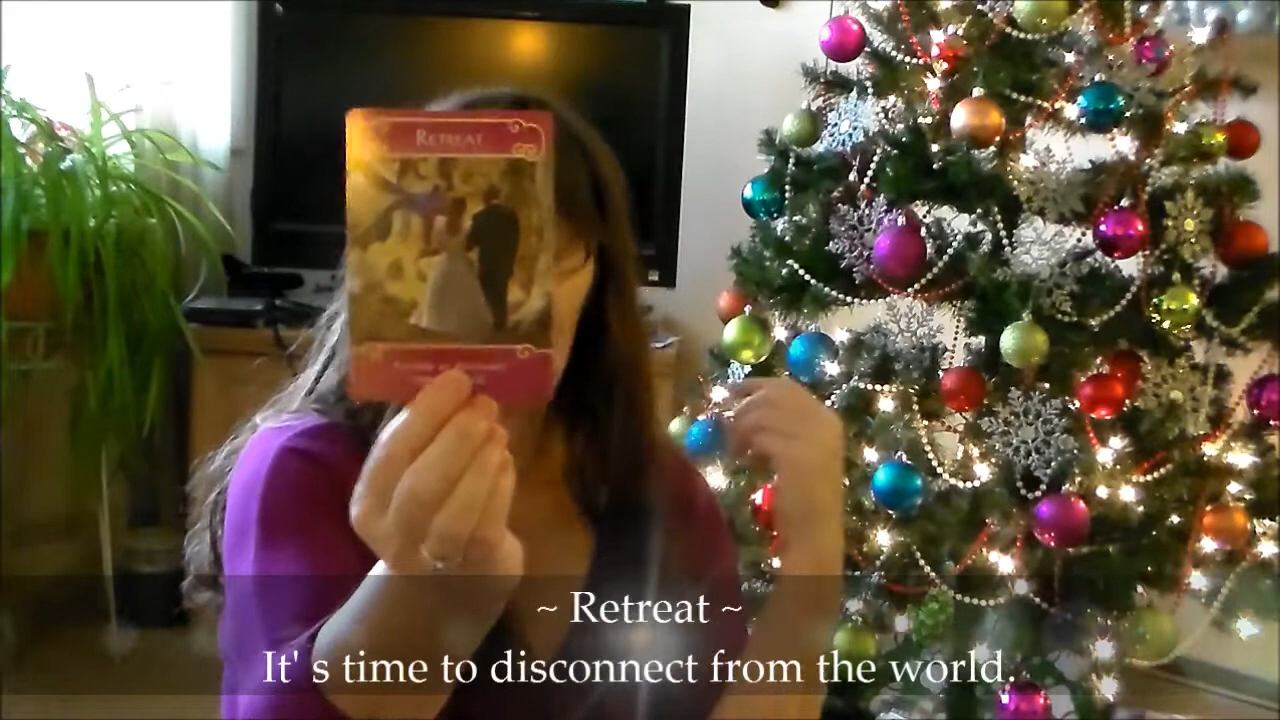 RETREAT
~ Retreat ~
It' s time to disconnect from the world.